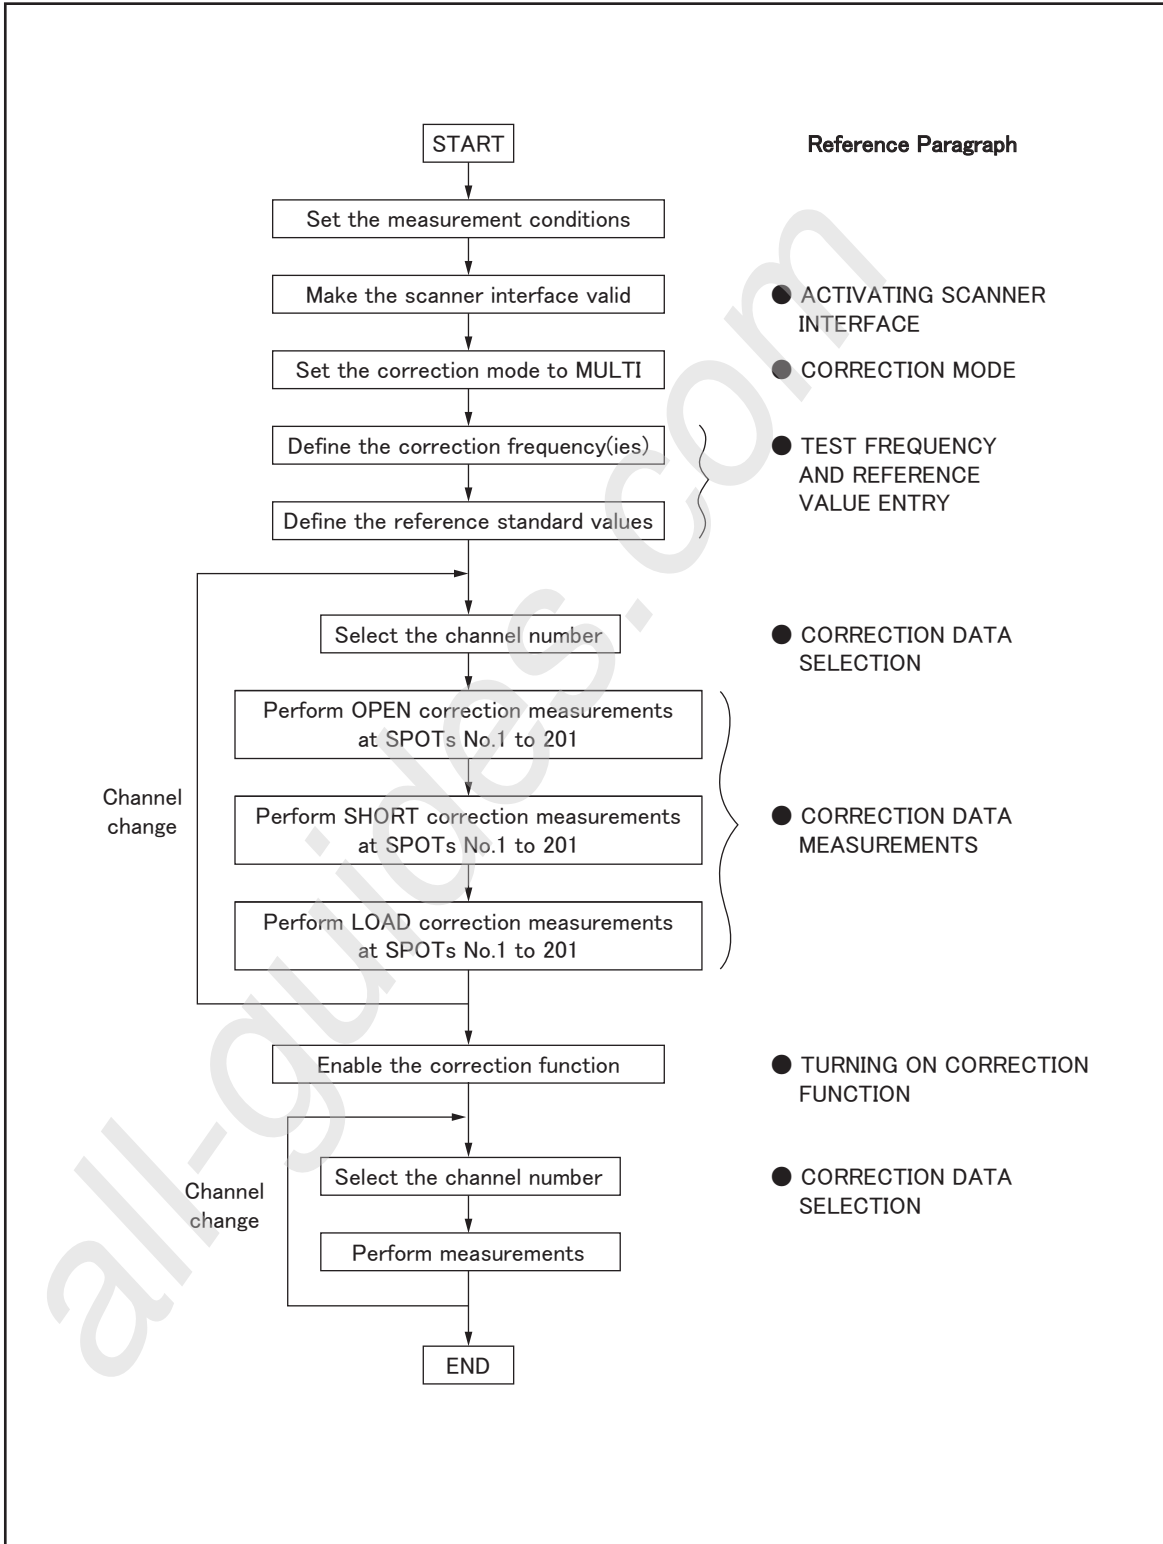 START
Reference Paragraph
Set the measurement conditions
Make the scanner interface valid
● ACTIVATING SCANNER
INTERFACE
Set the correction mode to MULTI
● CORRECTION MODE
Define the correction frequency(ies)
● TEST FREQUENCY
AND REFERENCE
VALUE ENTRY
Define the reference standard values
Select the channel number
● CORRECTION DATA
SELECTION
Perform OPEN correction measurements
at SPOTs No.1 to 201
Channel
change
Perform SHORT correction measurements
at SPOTs No.1 to 201
● CORRECTION DATA
MEASUREMENTS
Perform LOAD correction measurements
at SPOTs No.1 to 201
Enable the correction function
● TURNING ON CORRECTION
FUNCTION
Select the channel number
● CORRECTION DATA
SELECTION
Channel
change
Perform measurements
END
all-guides.com